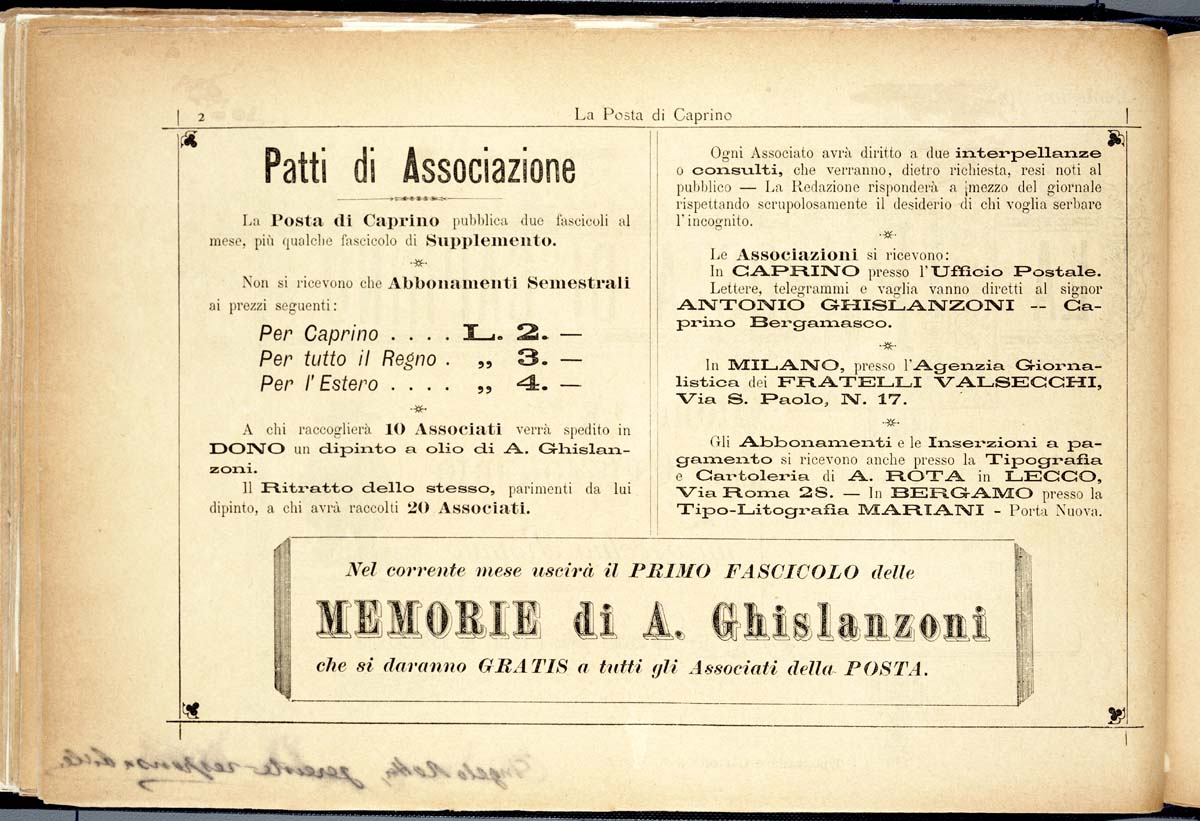 2
La Posta di Caprino
Patti di Associazione
La Posta di Caprino pubblica due fascicoli al
mese, più qualche fascicolo di Supplemento.
Non si ricevono che Abbonamenti Semestrali
ai prezzi seguenti:
Per Caprino . . . . L. 2. —
Per tutto il Regno . „ 3. —
Per l'Estero . . . . „ 4. —
A chi raccoglierà 10 Associati verrà spedito in
DONO un dipinto a olio di A. Ghislan-
zoni.
Il Ritratto dello stesso, parimenti da lui
dipinto, a chi avrà raccolti 20 Associati.
Ogni Associato avrà diritto a due interpellanze
o consulti, che verranno, dietro richiesta, resi noti al
pubblico — La Redazione risponderà a mezzo del giornale
rispettando scrupolosamente il desiderio di chi voglia serbare
l'incognito.
Le Associazioni si ricevono:
In CAPRINO presso l'Ufficio Postale.
Lettere, telegrammi e vaglia vanno diretti al signor
ANTONIO GHISLANZONI -- Ca-
prino Bergamasco.
In MILANO, presso l'Agenzia Giorna-
listica dei FRATELLI VALSECCHI,
Via S. Paolo, N. 17.
Gli Abbonamenti e le Inserzioni a pa-
gamento si ricevono anche presso la Tipografia
e Cartoleria di A. ROTA in LECCO,
Via Roma 28. — In BERGAMO presso la
Tipo-Litografia MARIANI - Porta Nuova.
Nel corrente mese uscirà il PRIMO FASCICOLO delle
MEMORIE di A. Ghislanzoni
che si daranno GRATIS a tutti gli Associati della POSTA.
Angelo Rota, gerente responsabile